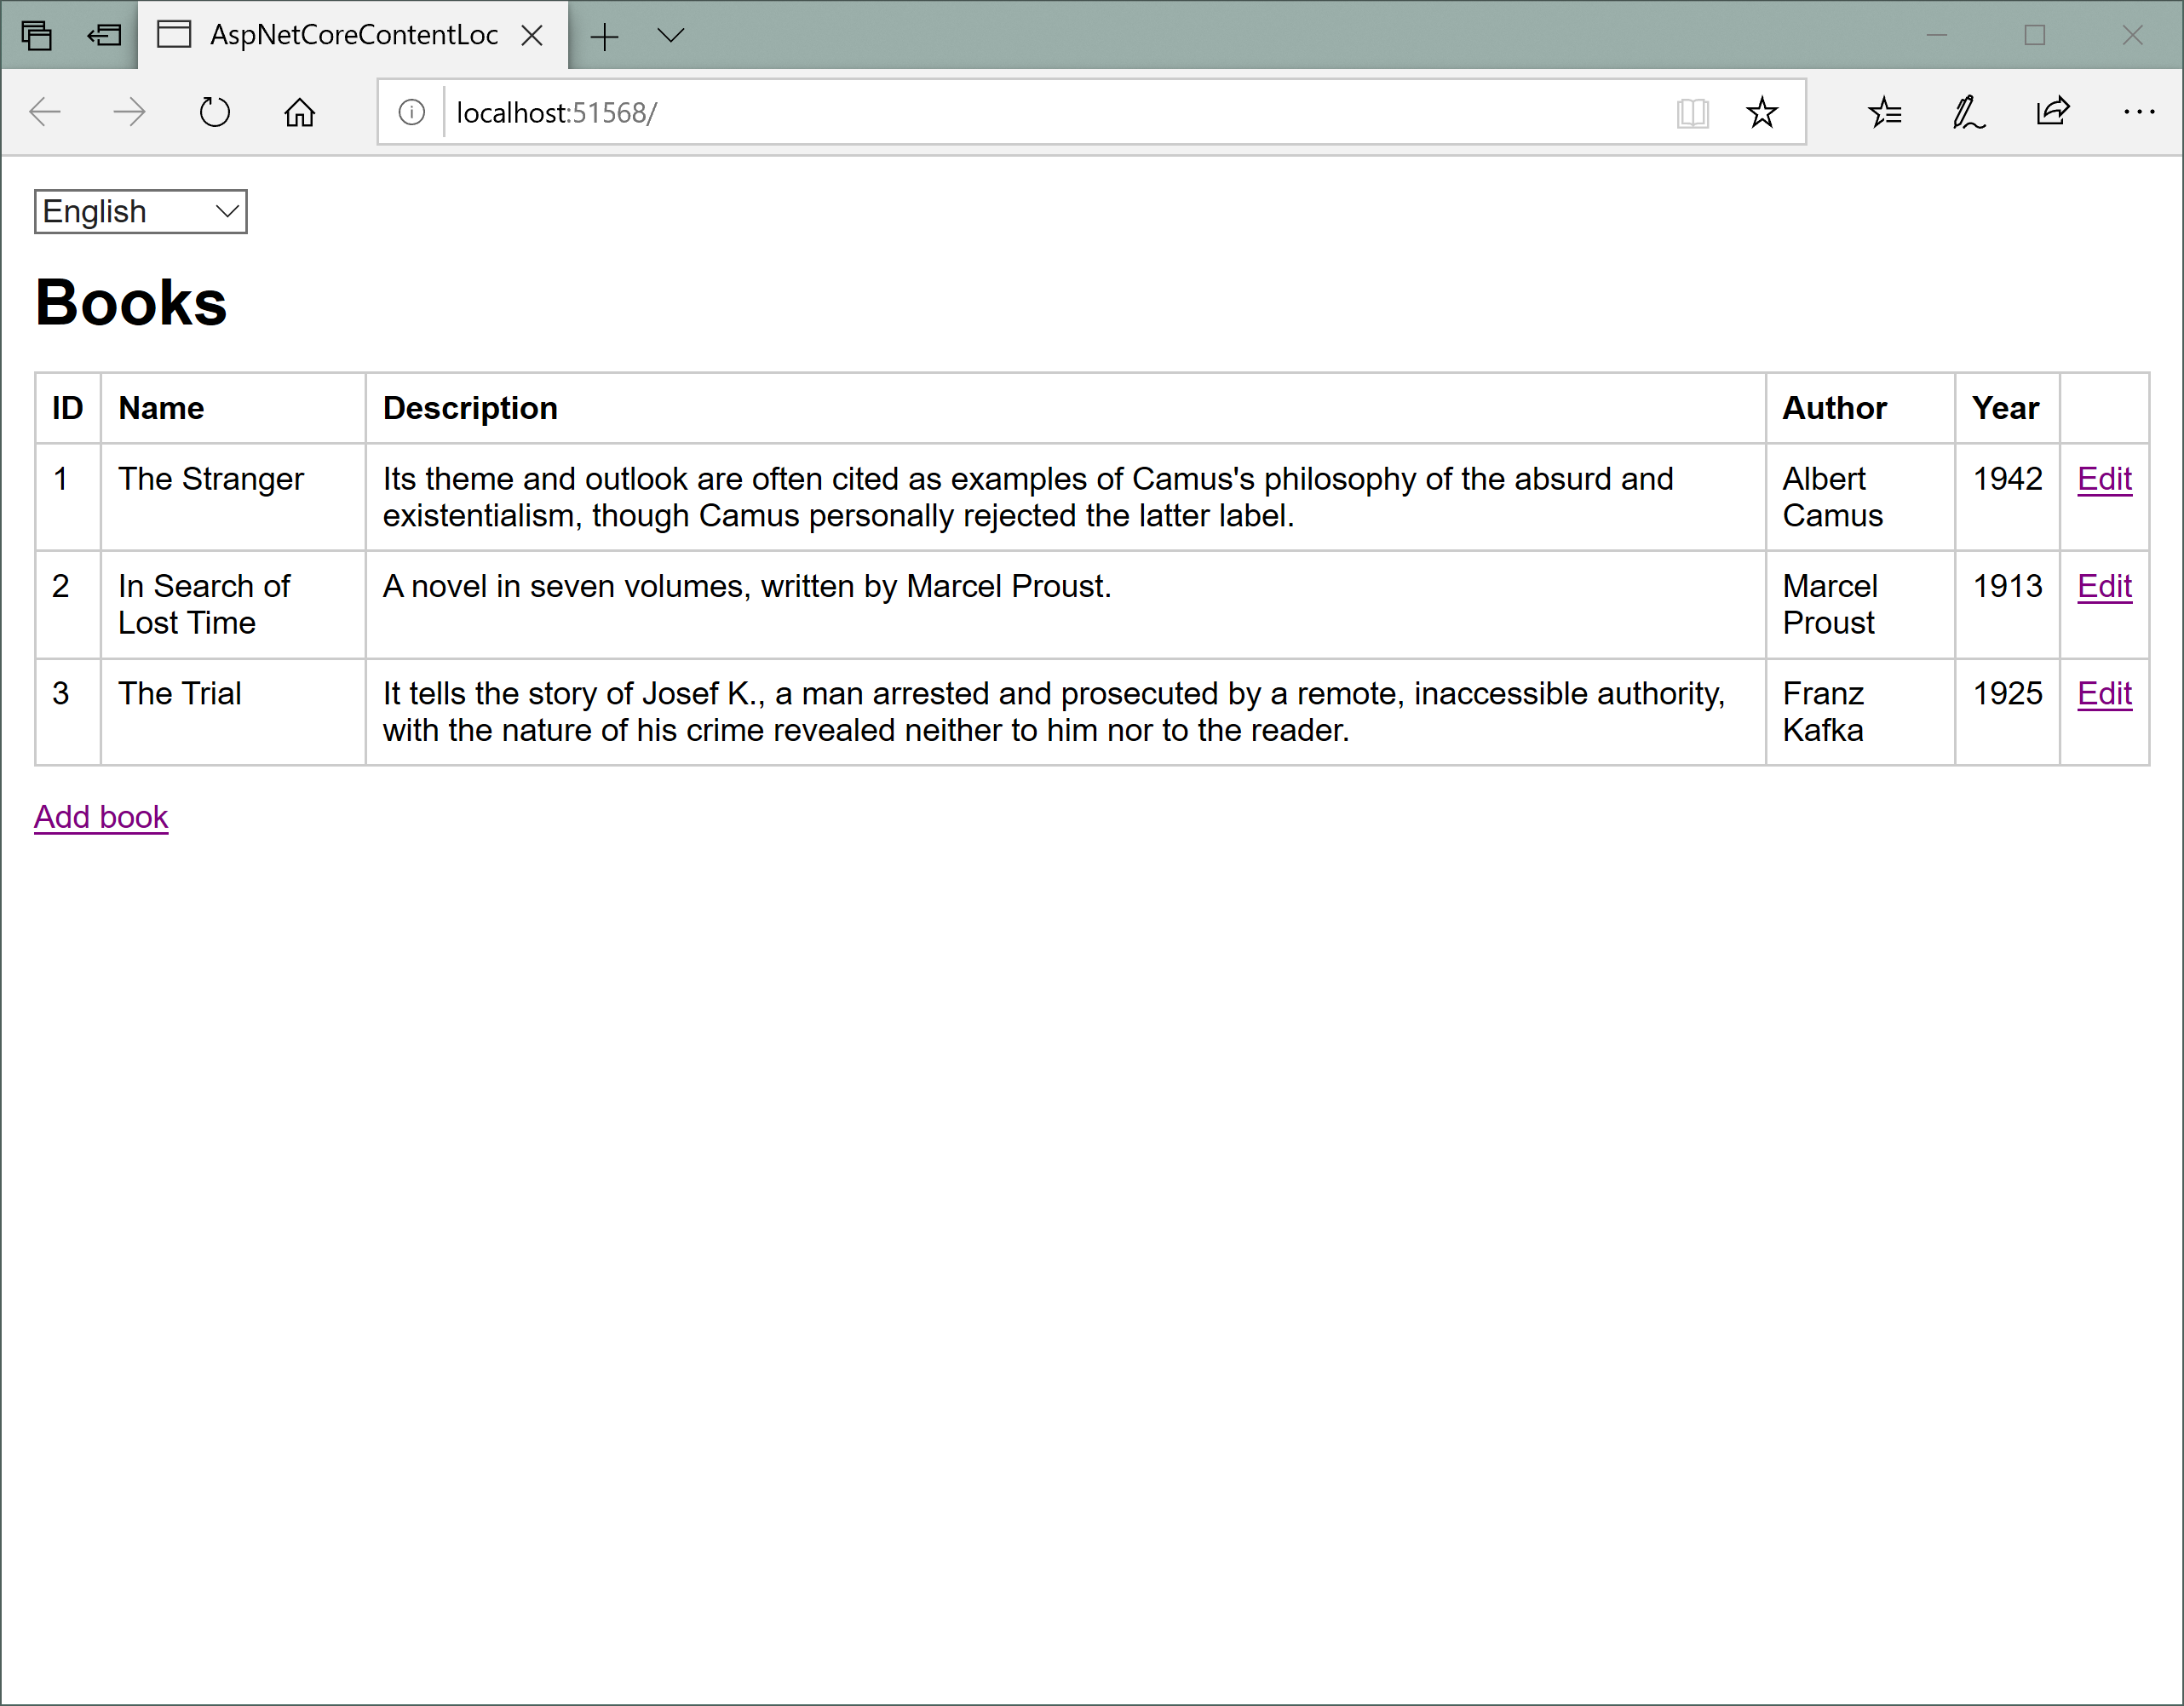 AspNetCoreContentLoc
localhost:51568/
English
Books
ID Name Description Author Year
1 The Stranger Its theme and outlook are often cited as examples of Camus's philosophy of the absurd and existentialism, though Camus personally rejected the latter label. Albert Camus 1942 Edit
2 In Search of Lost Time A novel in seven volumes, written by Marcel Proust. Marcel Proust 1913 Edit
3 The Trial It tells the story of Josef K., a man arrested and prosecuted by a remote, inaccessible authority, with the nature of his crime revealed neither to him nor to the reader. Franz Kafka 1925 Edit
Add book